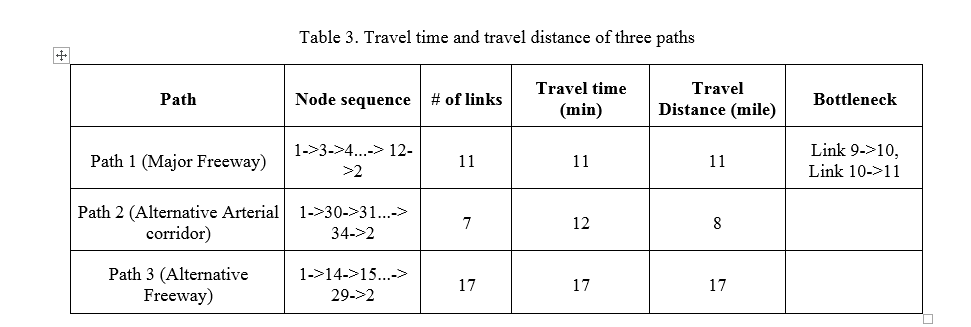 Table 3. Travel time and travel distance of three paths
Path
Node sequence
# of links
Travel time
(min)
Travel
Distance (mile)
Bottleneck
Path 1 (Major Freeway)
1->3->4...-> 12-
>2
11
11
11
Link 9->10,
Link 10->11
Path 2 (Alternative Arterial
corridor)
1->30->31...->
34->2
7
12
8
Path 3 (Alternative
Freeway)
1->14->15...->
29->2
17
17
17